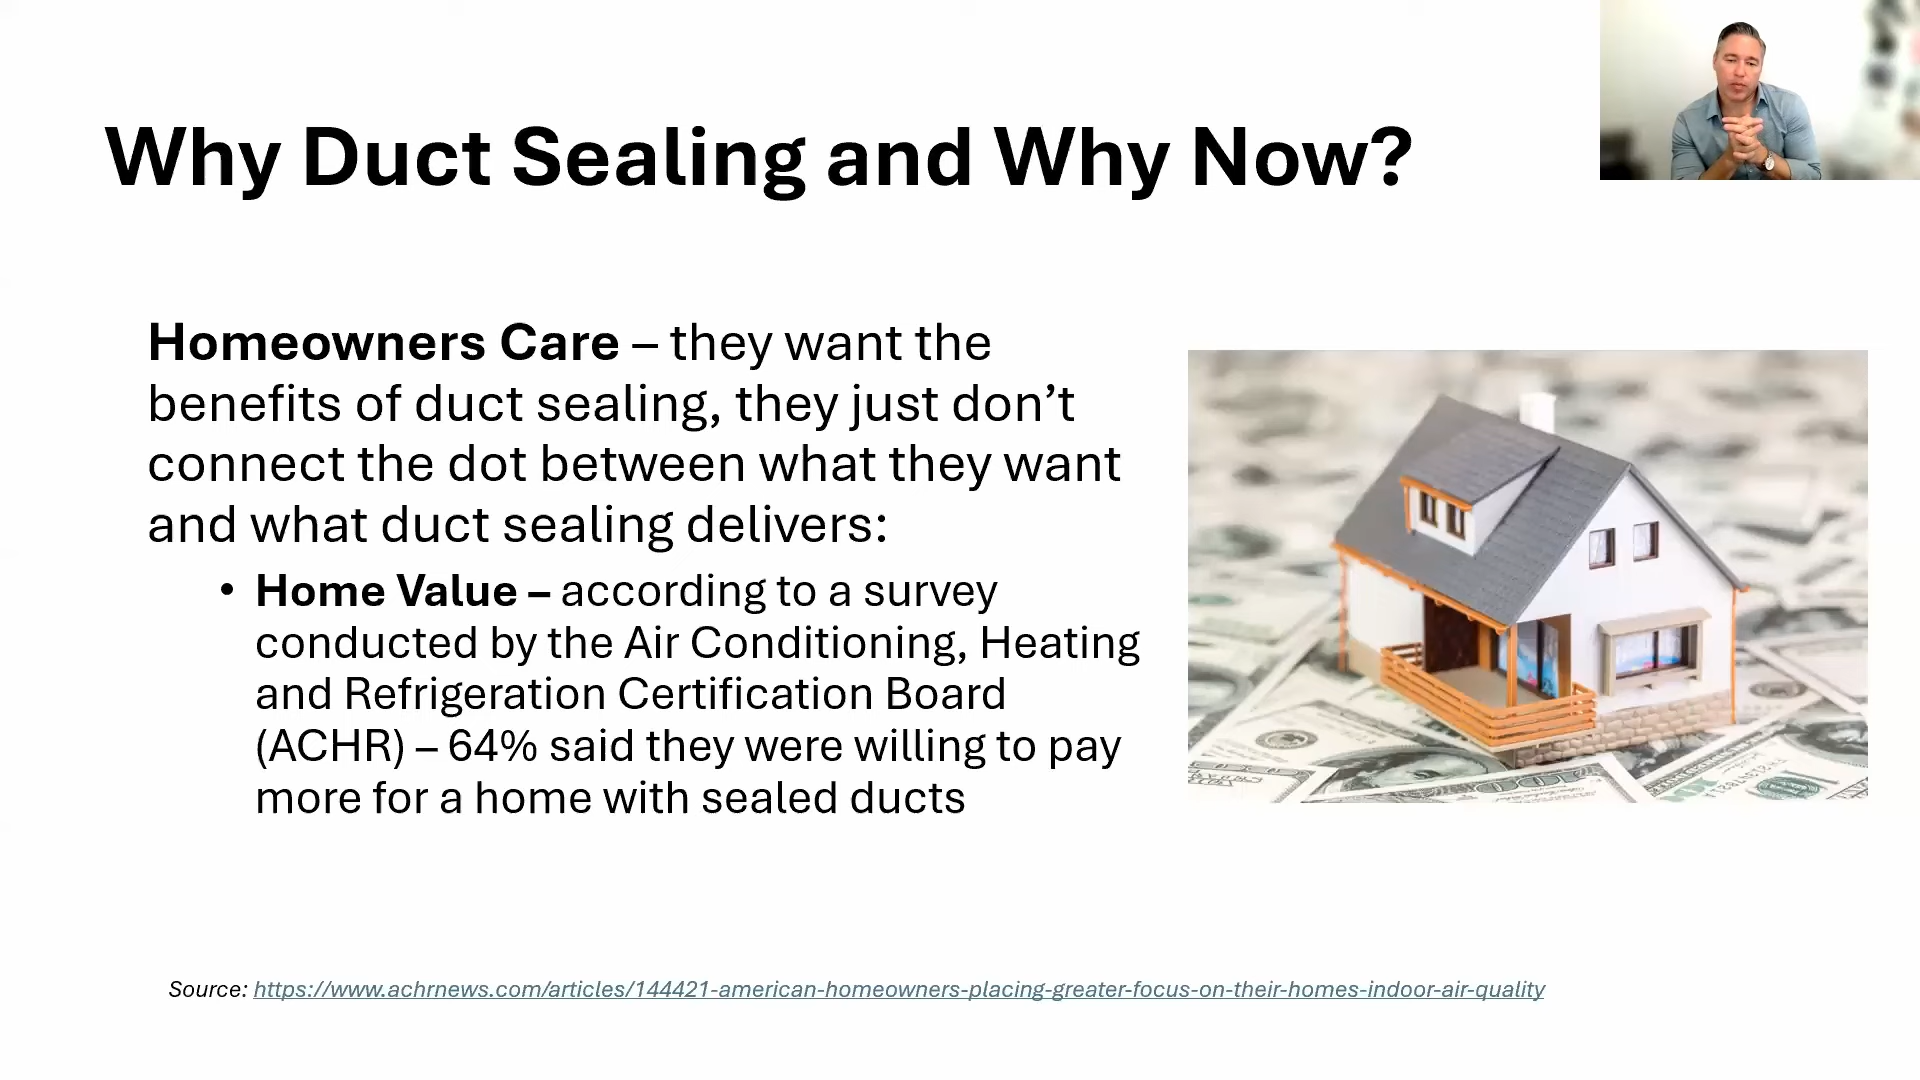 Why Duct Sealing and Why Now?
Homeowners Care – they want the
benefits of duct sealing, they just don’t
connect the dot between what they want
and what duct sealing delivers:
• Home Value – according to a survey
conducted by the Air Conditioning, Heating
and Refrigeration Certification Board
(ACHR) – 64% said they were willing to pay
more for a home with sealed ducts
Source: https://www.achrnews.com/articles/144421-american-homeowners-placing-greater-focus-on-their-homes-indoor-air-quality